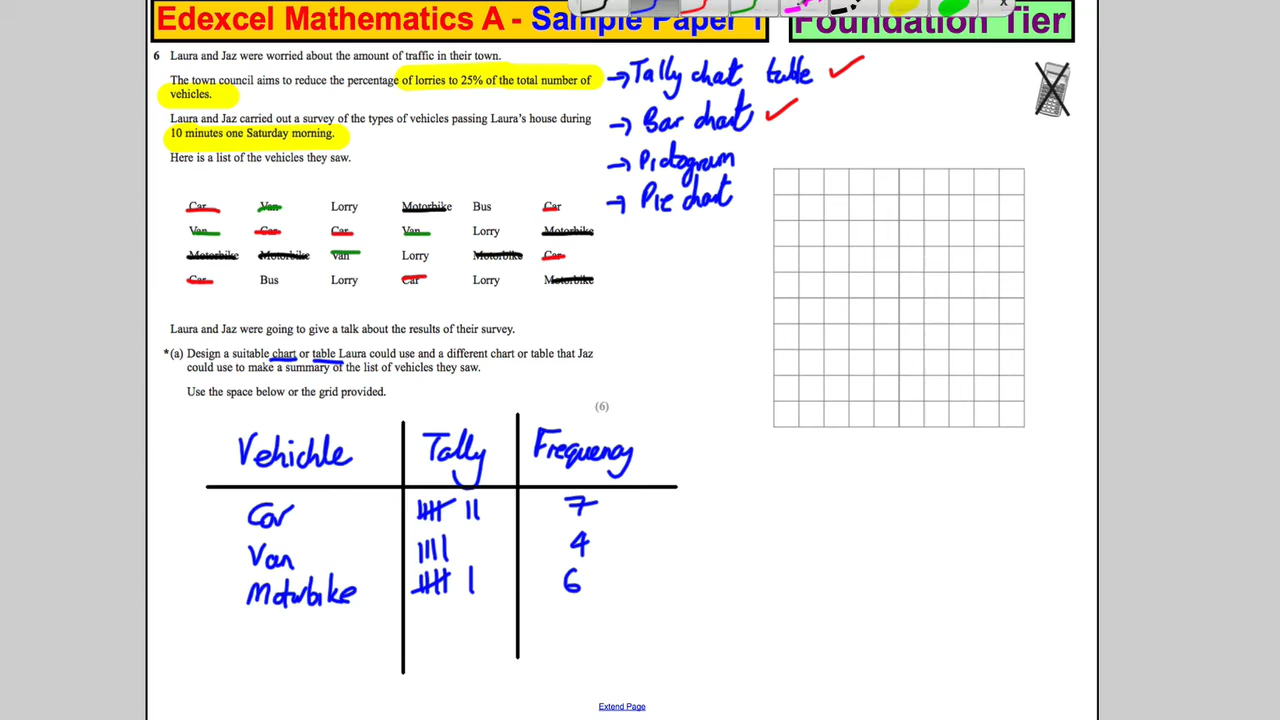 Edexcel Mathematics A - Sample Paper 1
Foundation Tier
x
6 Laura and Jaz were worried about the amount of traffic in their town.
The town council aims to reduce the percentage of lorries to 25% of the total number of
vehicles.
Laura and Jaz carried out a survey of the types of vehicles passing Laura's house during
10 minutes one Saturday morning.
Here is a list of the vehicles they saw.
→Tally chat table
→ Bar chart
→ Pictogram
→ Pie chart
Car Van Lorry Motorbike Bus Car
Van Car Car Van Lorry Motorbike
Motorbike Motorbike Van Lorry Motorbike Car
Car Bus Lorry Car Lorry Motorbike
Laura and Jaz were going to give a talk about the results of their survey.
*(a) Design a suitable chart or table Laura could use and a different chart or table that Jaz
could use to make a summary of the list of vehicles they saw.
Use the space below or the grid provided.
(6)
Vehichle Tally Frequency
Car 7
Van 4
Motorbike 6
Extend Page